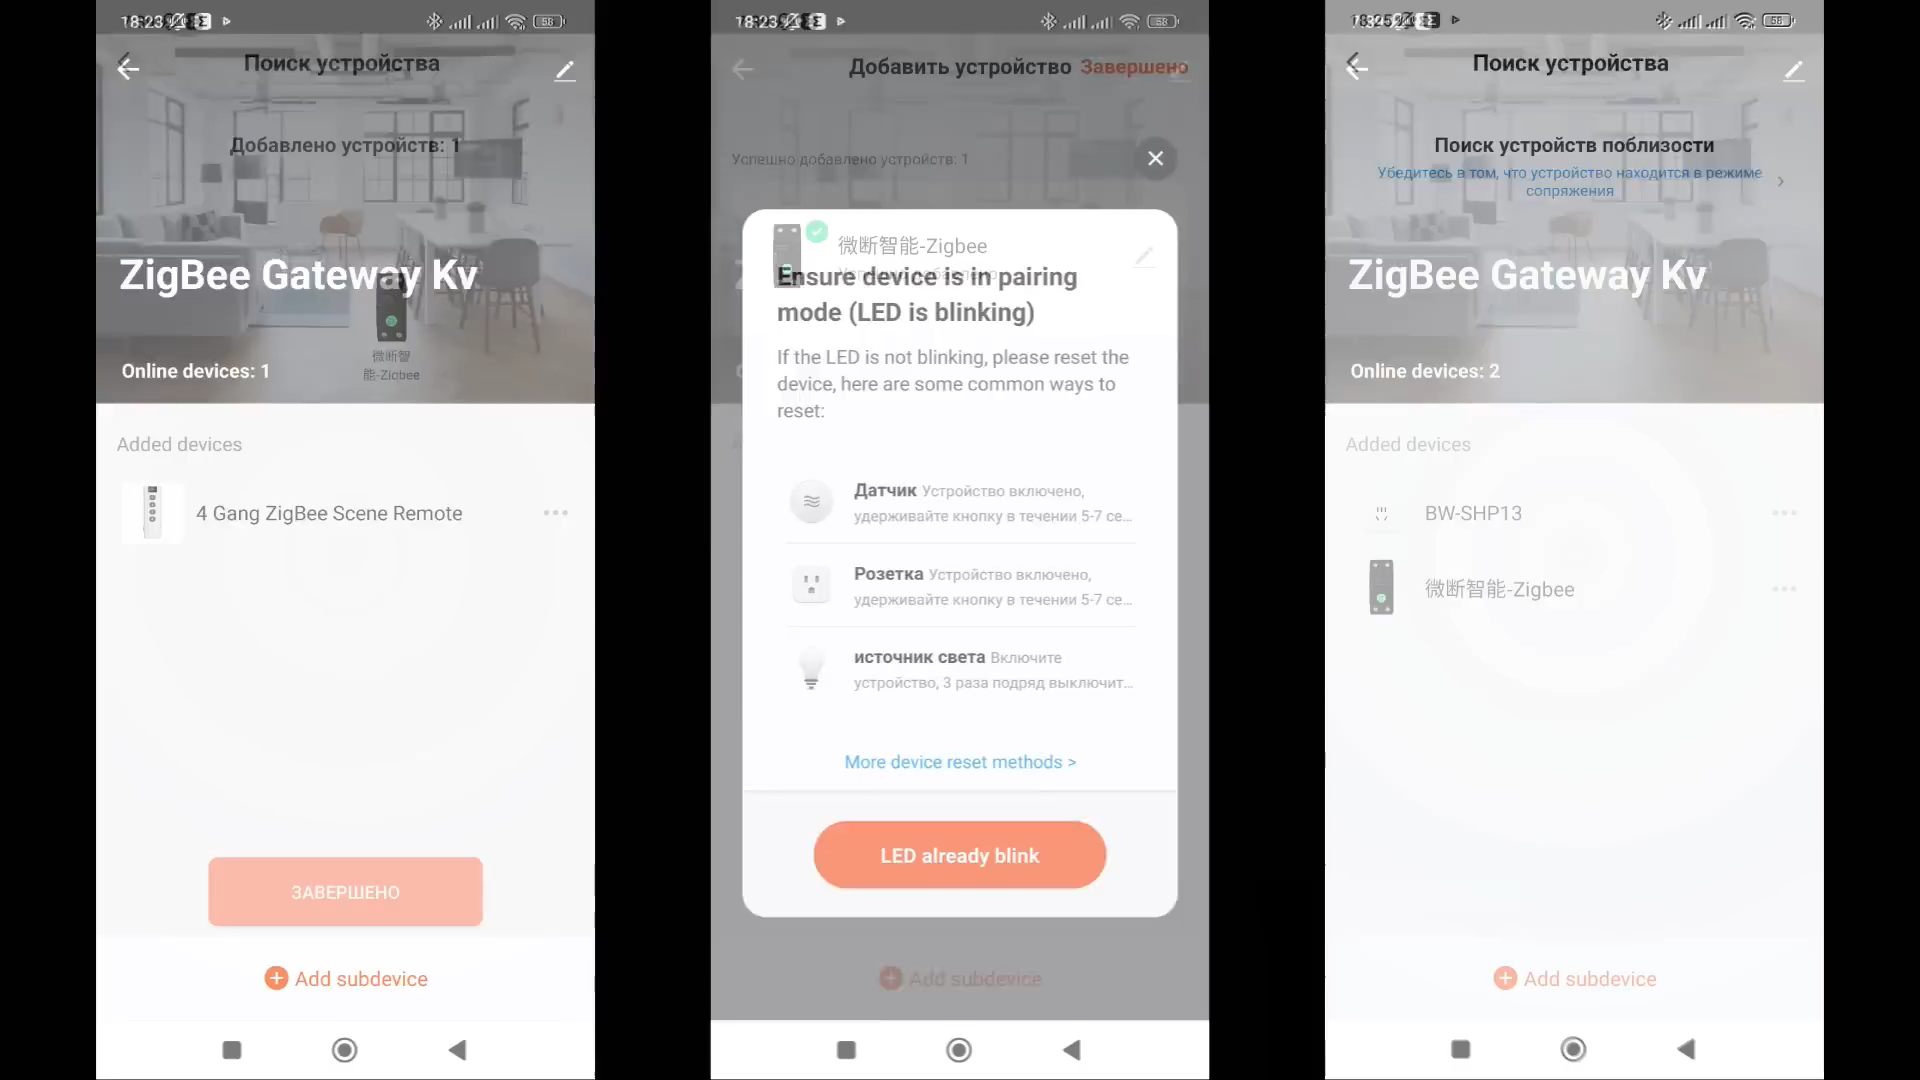 18:23
58
Поиск устройства
Добавлено устройств: 1
ZigBee Gateway Kv
微断智
能-Zigbee
Online devices: 1
Added devices
4 Gang ZigBee Scene Remote
ЗАВЕРШЕНО
Add subdevice
18:23
58
Добавить устройство Завершено
Успешно добавлено устройств: 1
微断智能-Zigbee
Успешно добавлено
Ensure device is in pairing
mode (LED is blinking)
If the LED is not blinking, please reset the
device, here are some common ways to
reset:
Датчик Устройство включено,
удерживайте кнопку в течении 5-7 се...
Розетка Устройство включено,
удерживайте кнопку в течении 5-7 се...
источник света Включите
устройство, 3 раза подряд выключит...
More device reset methods >
LED already blink
Add subdevice
58
Поиск устройства
Поиск устройств поблизости
Убедитесь в том, что устройство находится в режиме
сопряжения
ZigBee Gateway Kv
Online devices: 2
Added devices
BW-SHP13
微断智能-Zigbee
Add subdevice